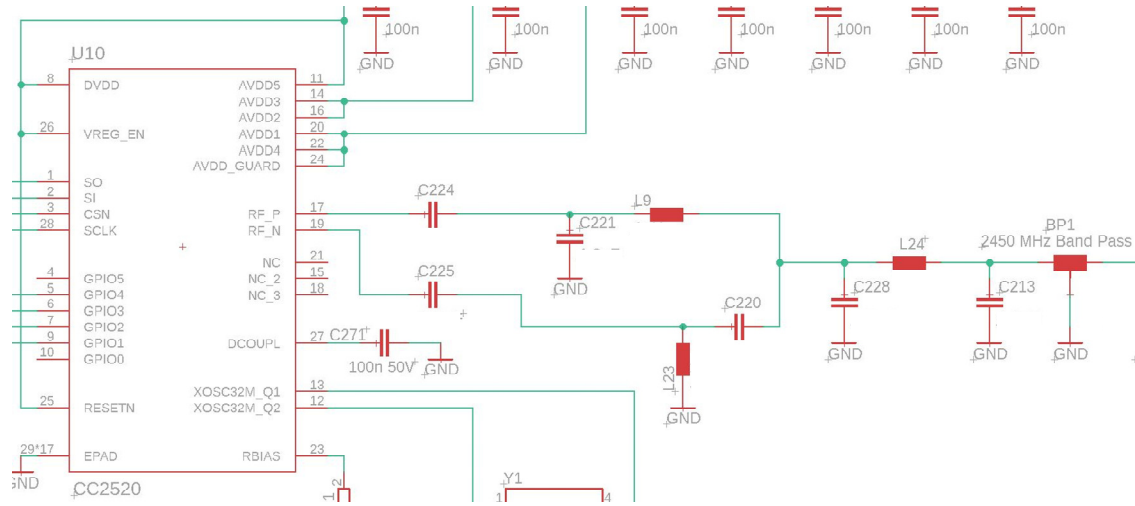 100n 100n 100n 100n 100n 100n
GND GND GND GND GND GND
U10
8 DVDD AVDD5 11
AVDD3 14
AVDD2 16
26 VREG_EN AVDD1 20
AVDD4 22
AVDD_GUARD 24
1 SO
2 SI
3 CSN RF_P 17
28 SCLK RF_N 19
NC 21
4 GPIO5 NC_2 15
5 GPIO4 NC_3 18
6 GPIO3
7 GPIO2
9 GPIO1 DCOUPL 27
10 GPIO0
XOSC32M_Q1 13
25 RESETN XOSC32M_Q2 12
29*17 EPAD RBIAS 23
GND
CC2520
C224
C221
GND
L9
C225
C271
100n 50V
GND
C220
L23
GND
C228
GND
L24
C213
GND
BP1
2450 MHz Band Pass
GND
1 2
Y1
1 4